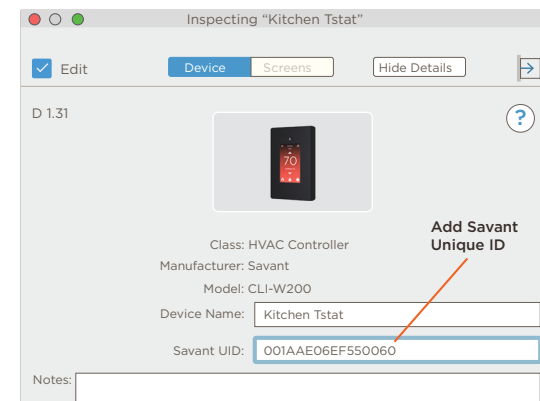 Inspecting “Kitchen Tstat”
Edit
Device
Screens
Hide Details
D 1.31
?
70
Add Savant
Unique ID
Class: HVAC Controller
Manufacturer: Savant
Model: CLI-W200
Device Name: Kitchen Tstat
Savant UID: 001AAE06EF550060
Notes: